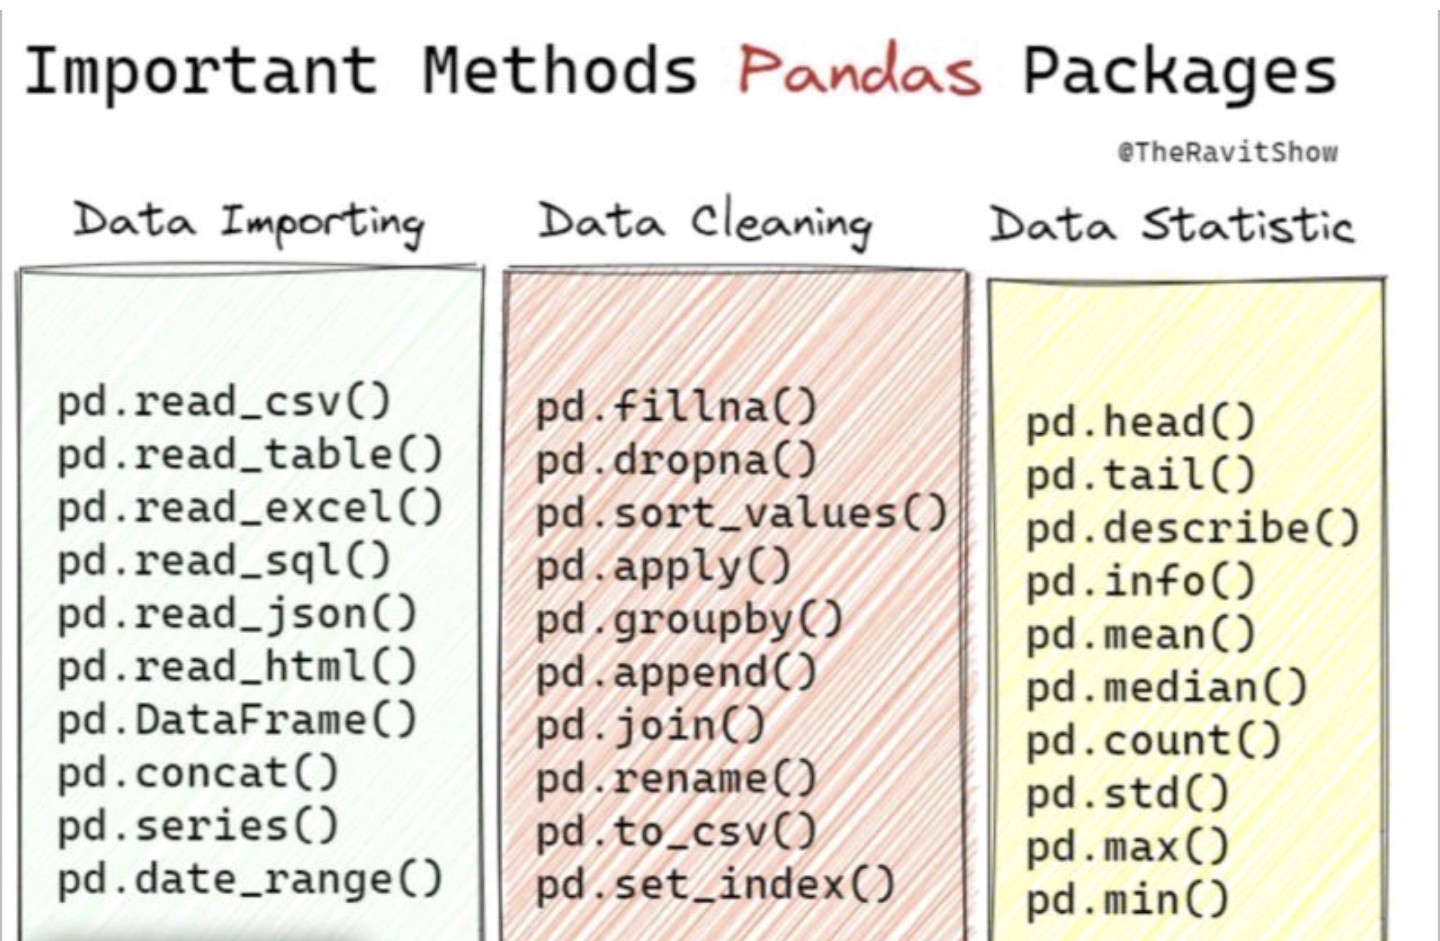 Important Methods Pandas Packages
@TheRavitShow
Data Importing
pd.read_csv()
pd.read_table()
pd.read_excel()
pd.read_sql()
pd.read_json()
pd.read_html()
pd.DataFrame()
pd.concat()
pd.series()
pd.date_range()
Data Cleaning
pd.fillna()
pd.dropna()
pd.sort_values()
pd.apply()
pd.groupby()
pd.append()
pd.join()
pd.rename()
pd.to_csv()
pd.set_index()
Data Statistic
pd.head()
pd.tail()
pd.describe()
pd.info()
pd.mean()
pd.median()
pd.count()
pd.std()
pd.max()
pd.min()